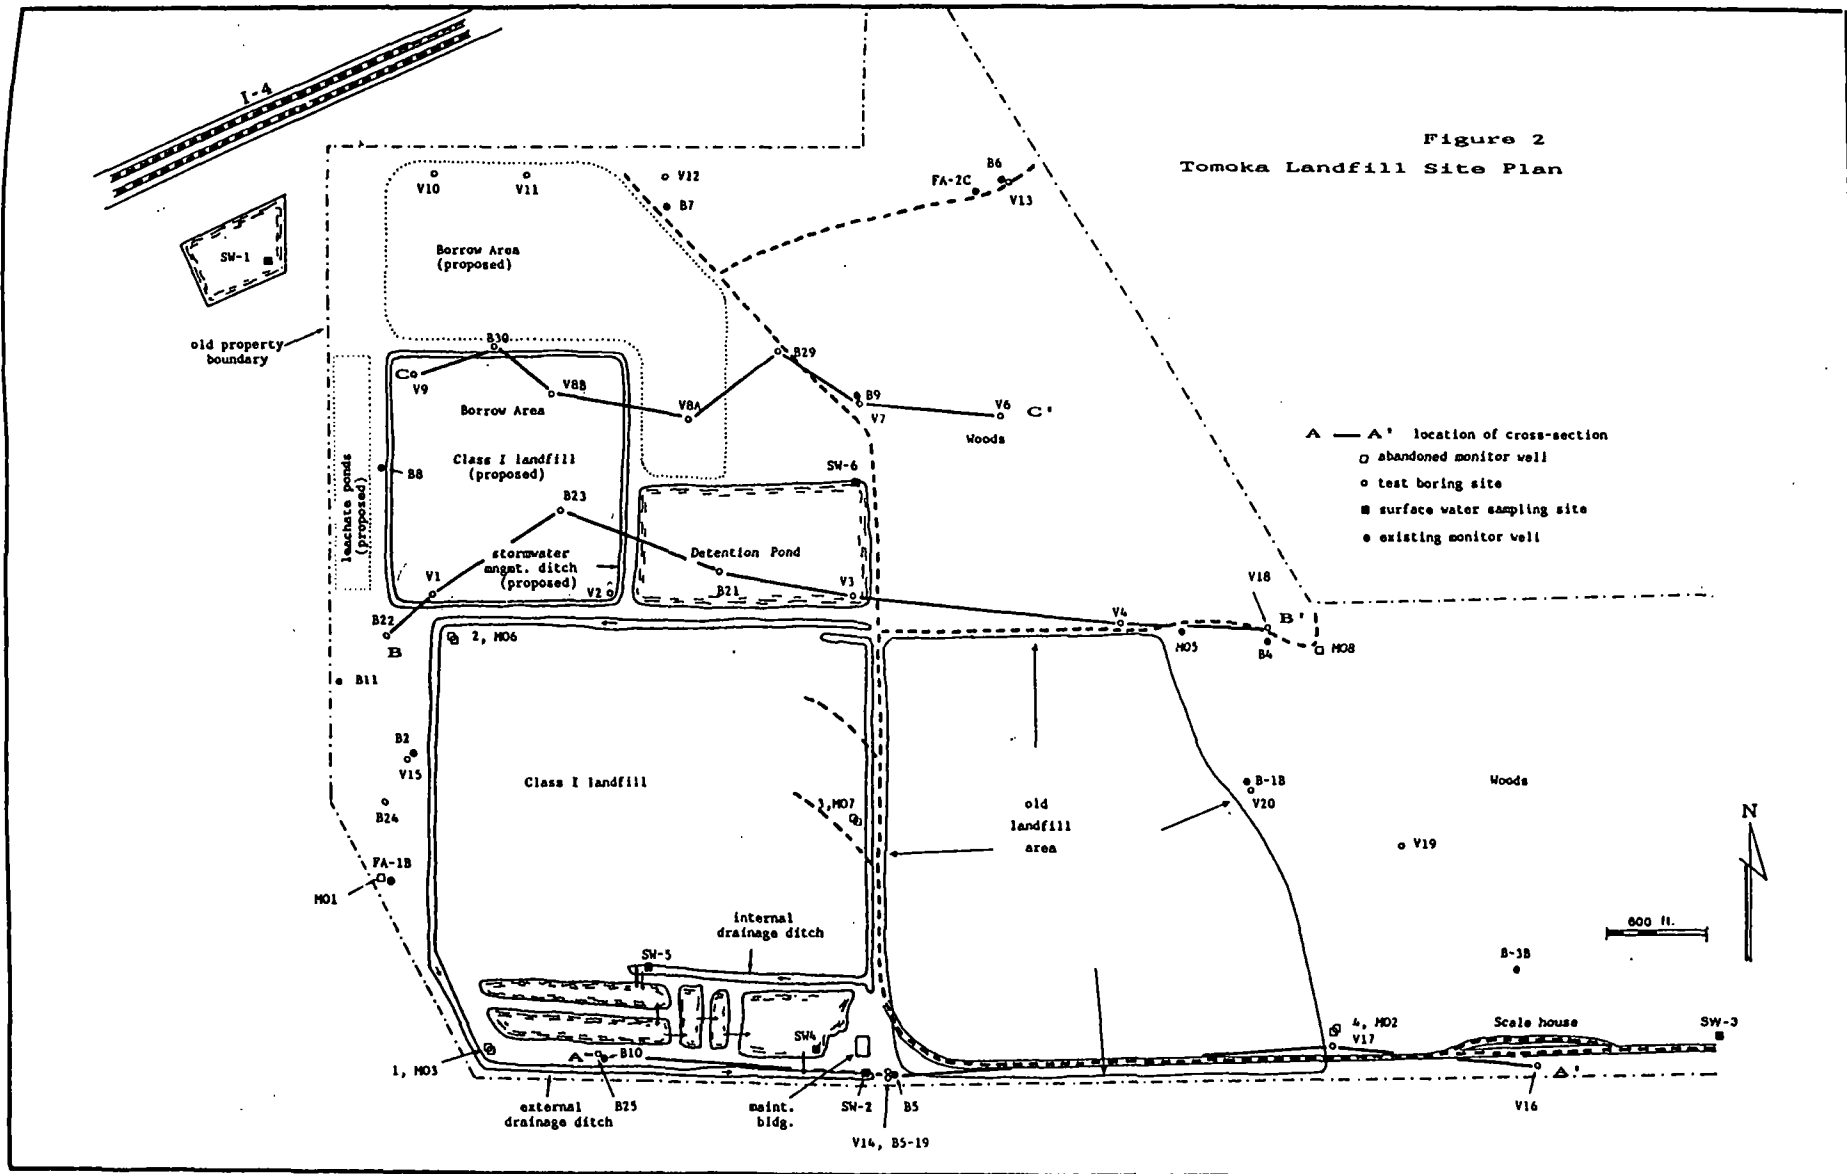 Figure 2
Tomoka Landfill Site Plan
I-4
SW-1
old property
boundary
V10
V11
V12
B7
B6
FA-2C
V13
Borrow Area
(proposed)
B30
B29
C
V9
V8B
V8A
B9
V7
V6
C'
Woods
Borrow Area
Class I landfill
(proposed)
B8
leachate ponds
(proposed)
SW-6
B23
stormwater
mngmt. ditch
(proposed)
Detention Pond
V1
V2
B21
V3
B22
B
2, MO6
V4
V18
B'
MO5
B4
MO8
A — A' location of cross-section
abandoned monitor well
test boring site
surface water sampling site
existing monitor well
B11
B2
V15
B24
Class I landfill
3,MO7
old
landfill
area
B-1B
V20
Woods
V19
N
600 ft.
FA-1B
MO1
internal
drainage ditch
SW-5
SW4
B-3B
4, MO2
V17
Scale house
SW-3
A
B10
1, MO3
external
drainage ditch
B25
maint.
bldg.
SW-2
B5
V14, B5-19
A'
V16